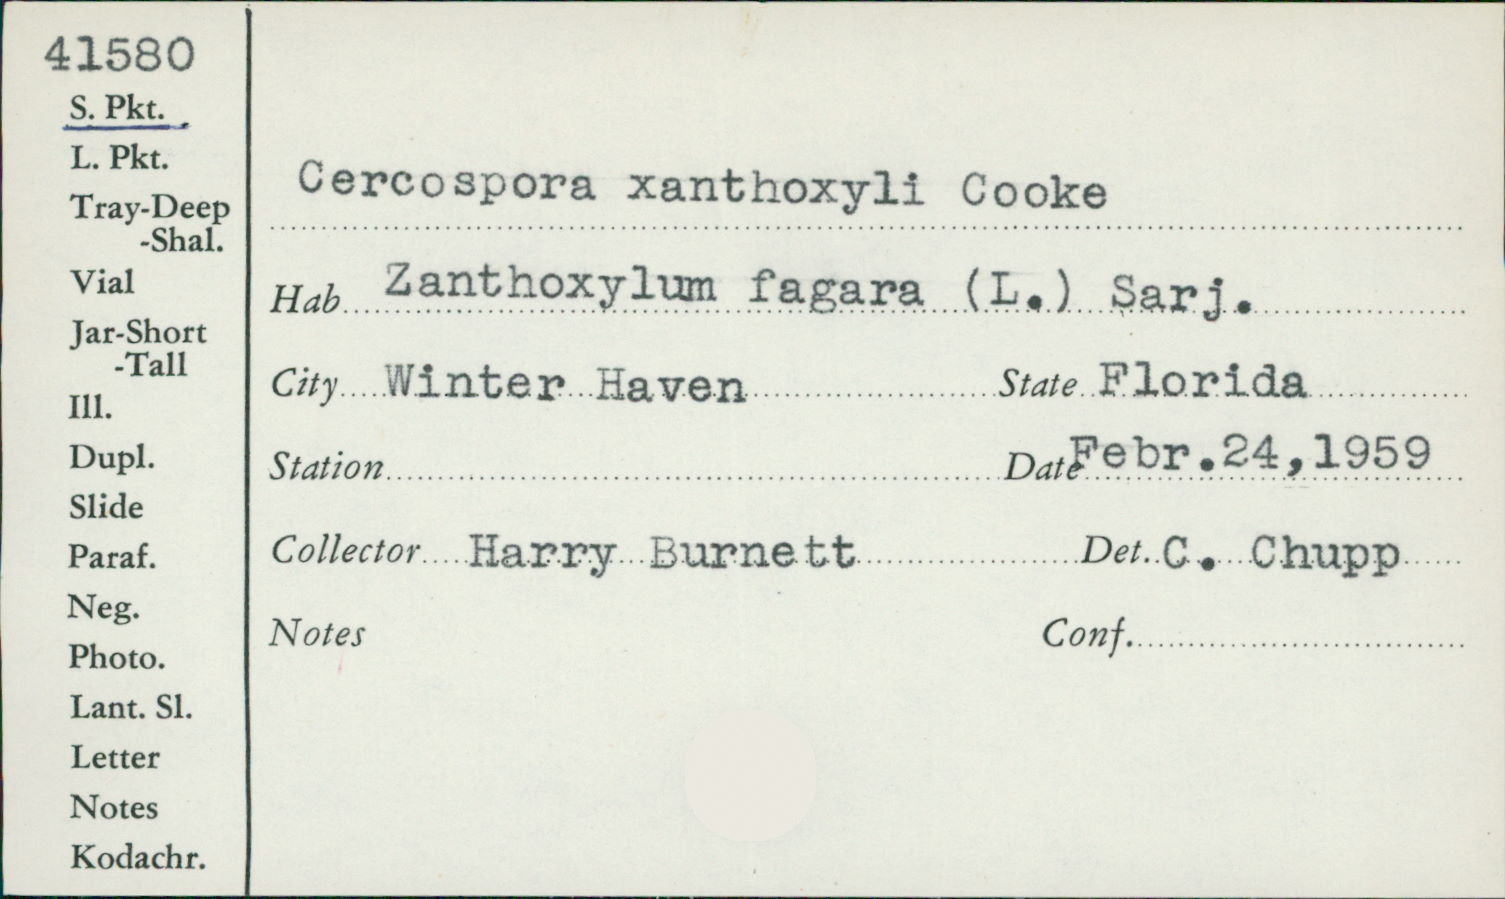 41580
S. Pkt.
L. Pkt.
Tray-Deep
-Shal.
Vial
Jar-Short
-Tall
Ill.
Dupl.
Slide
Paraf.
Neg.
Photo.
Lant. Sl.
Letter
Notes
Kodachr.
Cercospora xanthoxyli Cooke
Hab Zanthoxylum fagara (L.) Sarj.
City Winter Haven State Florida
Station Date Febr.24,1959
Collector Harry Burnett Det. C. Chupp
Notes Conf.